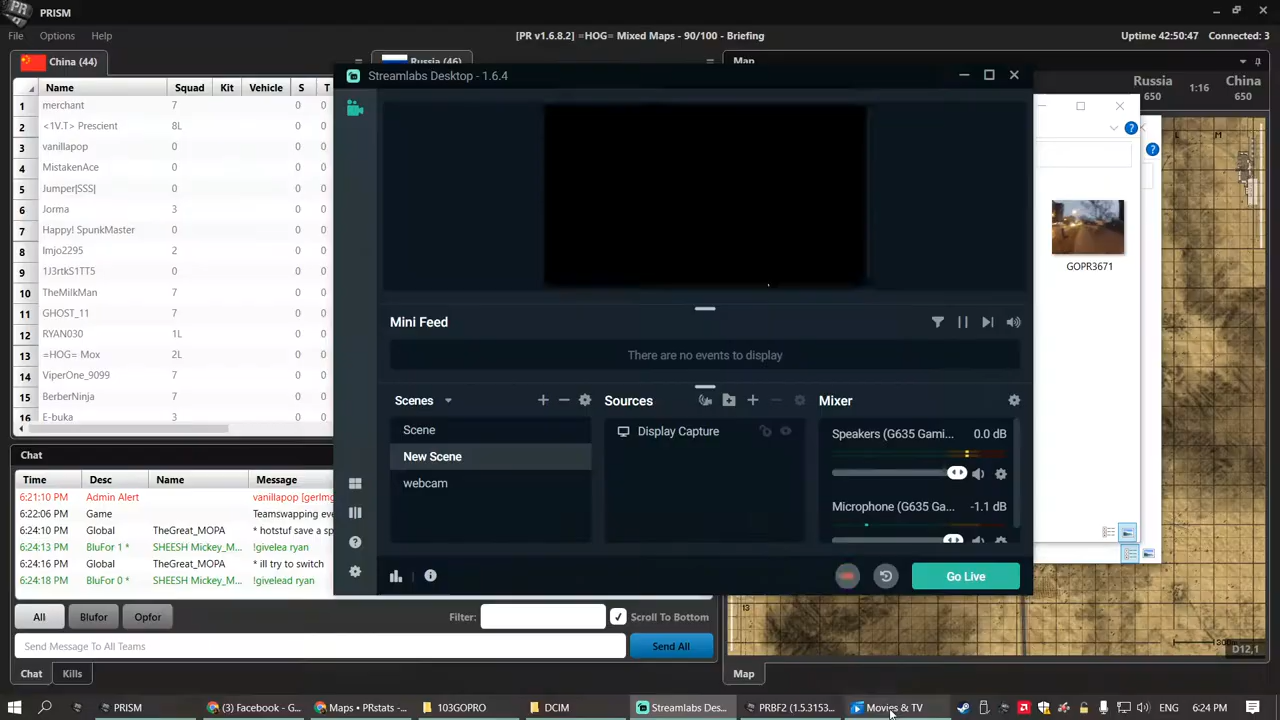 PRISM
File Options Help
[PR v1.6.8.2] =HOG= Mixed Maps - 90/100 - Briefing
Uptime 42:50:47 Connected: 3
China (44)
Russia (46)
Map
Name Squad Kit Vehicle S T
1 merchant 7 0 0
2 <1V.T> Prescient 8L 0 0
3 vanillapop 0 0 0
4 MistakenAce 0 0 0
5 Jumper|SSS| 0 0 0
6 Jorma 3 0 0
7 Happy! SpunkMaster 0 0
8 Imjo2295 2 0 0
9 1J3rtkS1TT5 0 0 0
10 TheMilkMan 7 0 0
11 GHOST_11 7 0 0
12 RYAN030 1L 0 0
13 =HOG= Mox 2L 0 0
14 ViperOne_9099 7 0 0
15 BerberNinja 7 0 0
16 E-buka 3 0 0
Chat
Time Desc Name Message
6:21:10 PM Admin Alert vanillapop [gerImg
6:22:06 PM Game Teamswapping eve
6:24:10 PM Global TheGreat_MOPA * hotstuf save a sp
6:24:13 PM BluFor 1 * SHEESH Mickey_M... !givelea ryan
6:24:16 PM Global TheGreat_MOPA * ill try to switch
6:24:18 PM BluFor 0 * SHEESH Mickey_M... !givelead ryan
All Blufor Opfor Filter: Scroll To Bottom
Send Message To All Teams Send All
Chat Kills
Streamlabs Desktop - 1.6.4
Mini Feed
There are no events to display
Scenes
Scene
New Scene
webcam
Sources
Display Capture
Mixer
Speakers (G635 Gami... 0.0 dB
Microphone (G635 Ga... -1.1 dB
Go Live
GOPR3671
Russia
650
1:16
China
650
L M
13
300m
D12,1
Map
PRISM
(3) Facebook - G...
Maps • PRstats - ...
103GOPRO
DCIM
Streamlabs Des...
PRBF2 (1.5.3153...
Movies & TV
ENG 6:24 PM